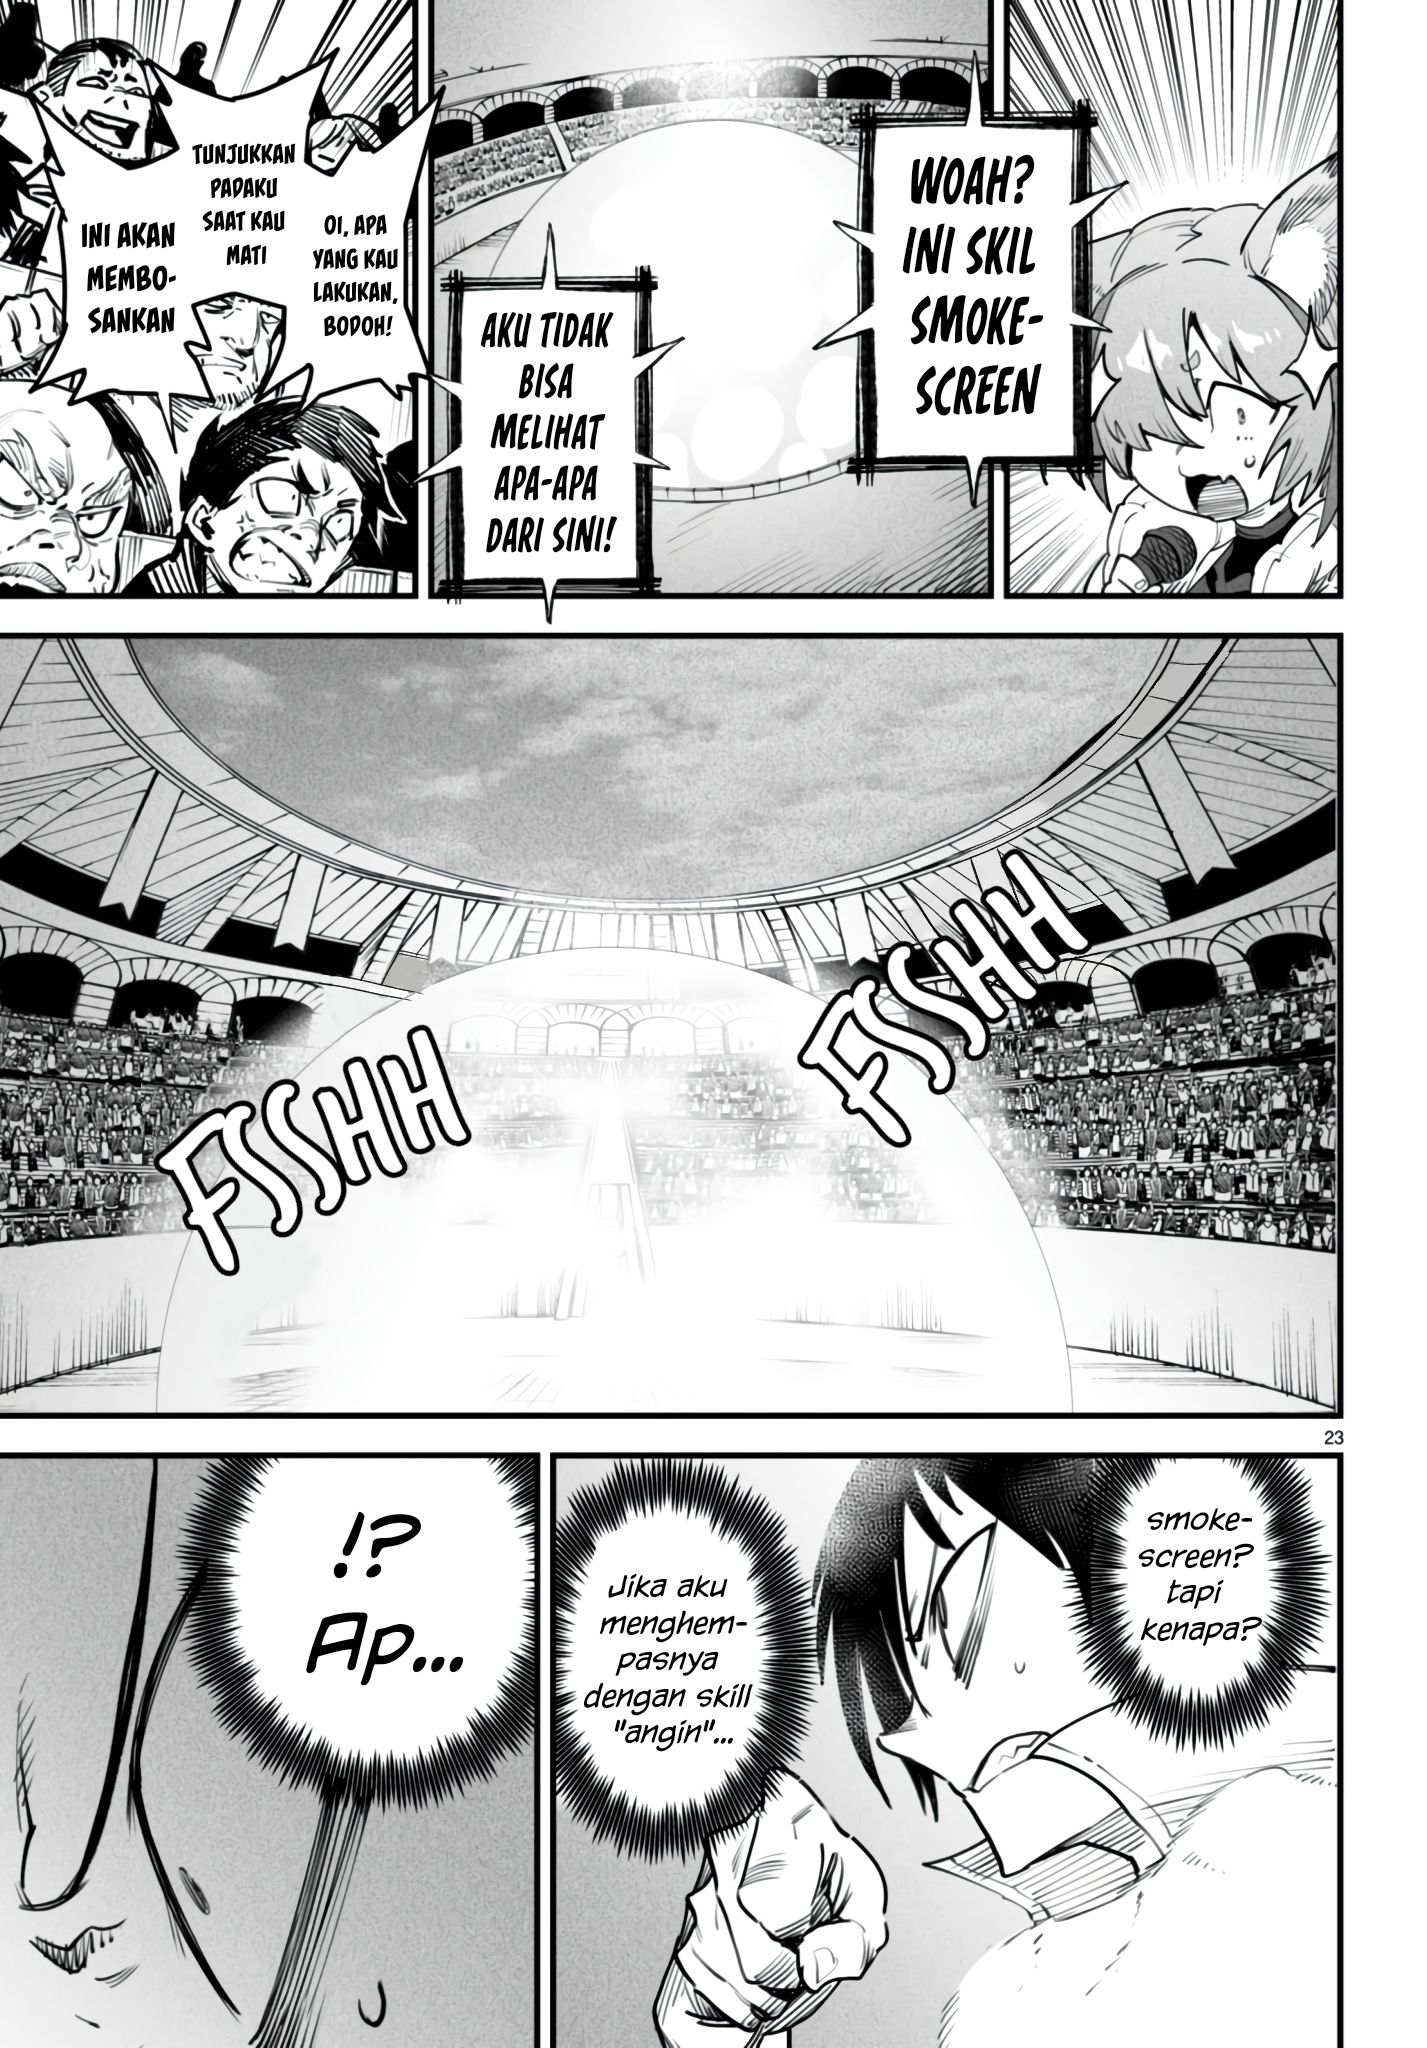 WOAH?
INI SKIL
SMOKE-
SCREEN
AKU TIDAK
BISA
MELIHAT
APA-APA
DARI SINI!
OI, APA
YANG KAU
LAKUKAN,
BODOH!
TUNJUKKAN
PADAKU
SAAT KAU
MATI
INI AKAN
MEMBO-
SANKAN
FSSHH
FSSHH
23
smoke-
screen?
tapi
kenapa?
Jika aku
menghem-
pasnya
dengan skill
"angin"...
!?
Ap...